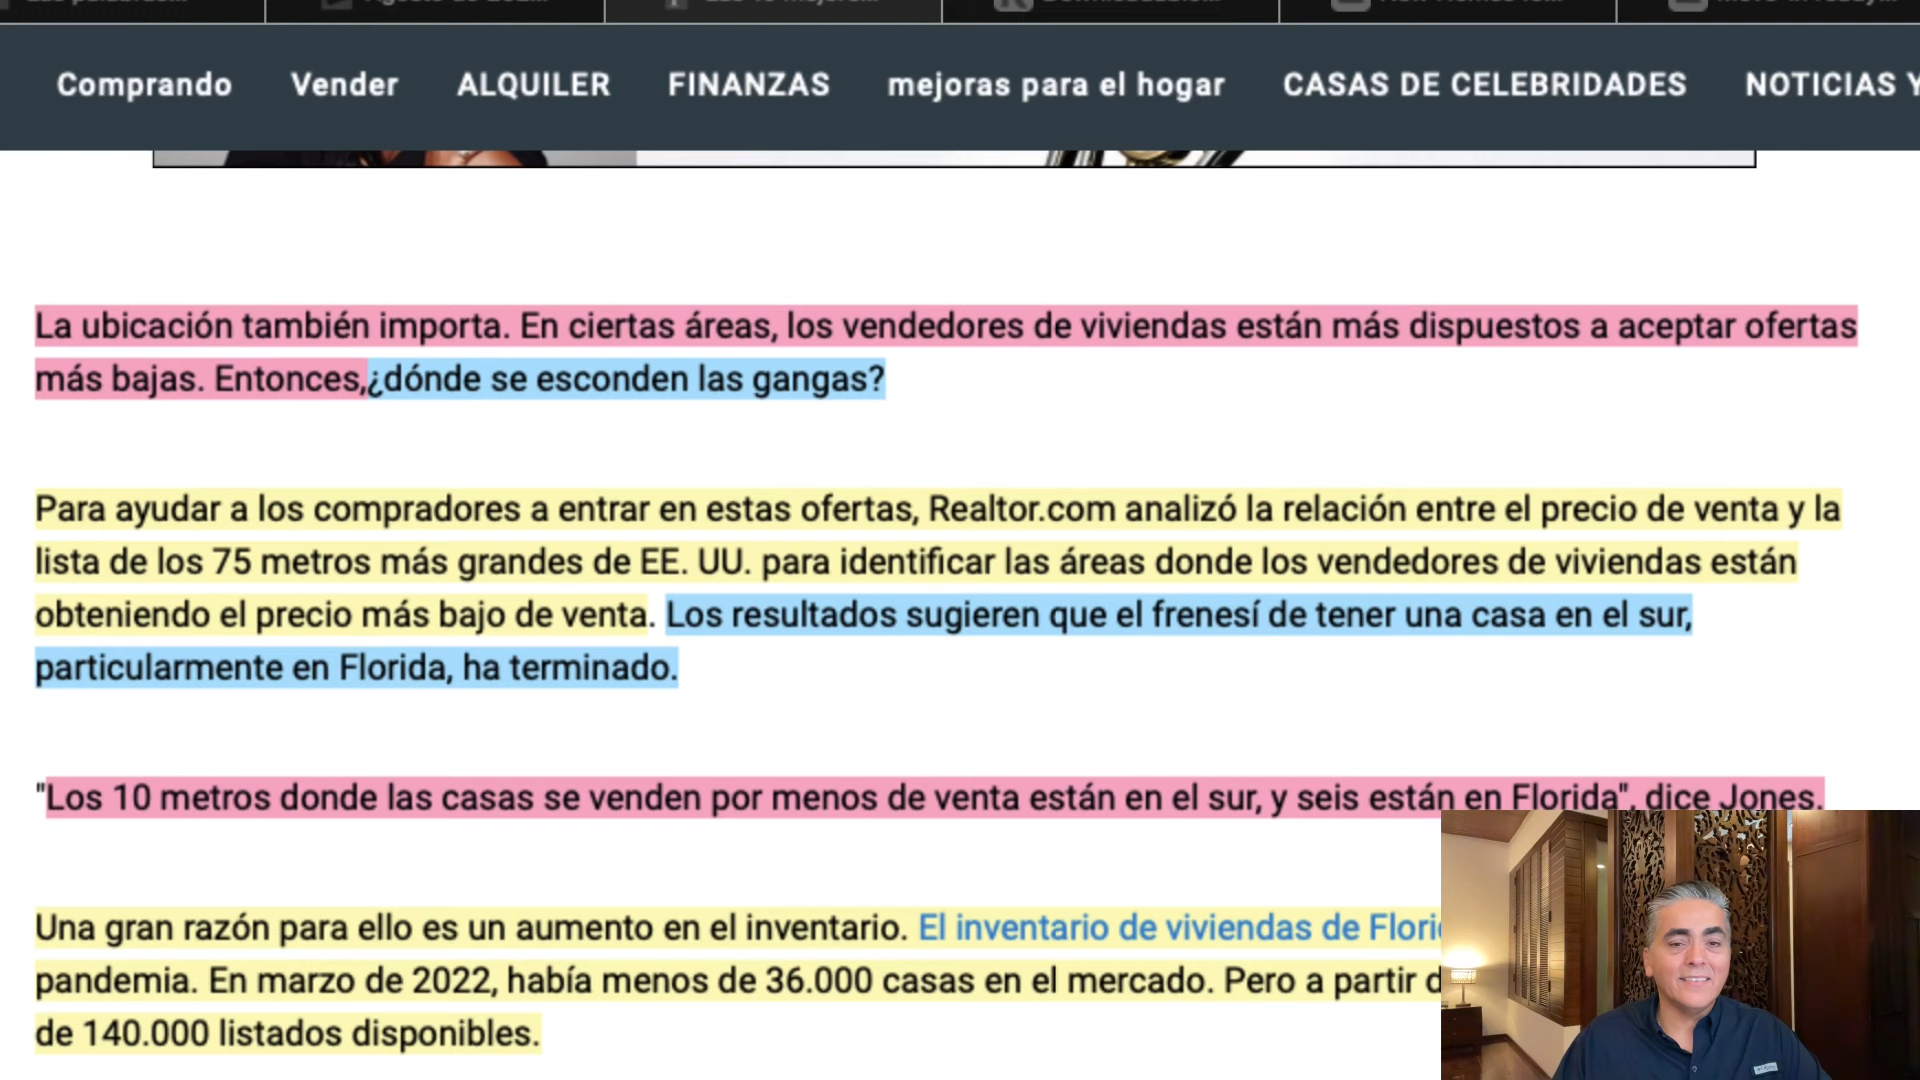 Comprando Vender ALQUILER FINANZAS mejoras para el hogar CASAS DE CELEBRIDADES NOTICIAS Y
La ubicación también importa. En ciertas áreas, los vendedores de viviendas están más dispuestos a aceptar ofertas
más bajas. Entonces,¿dónde se esconden las gangas?
Para ayudar a los compradores a entrar en estas ofertas, Realtor.com analizó la relación entre el precio de venta y la
lista de los 75 metros más grandes de EE. UU. para identificar las áreas donde los vendedores de viviendas están
obteniendo el precio más bajo de venta. Los resultados sugieren que el frenesí de tener una casa en el sur,
particularmente en Florida, ha terminado.
"Los 10 metros donde las casas se venden por menos de venta están en el sur, y seis están en Florida", dice Jones.
Una gran razón para ello es un aumento en el inventario. El inventario de viviendas de
pandemia. En marzo de 2022, había menos de 36.000 casas en el mercado. Pero a partir
de 140.000 listados disponibles.